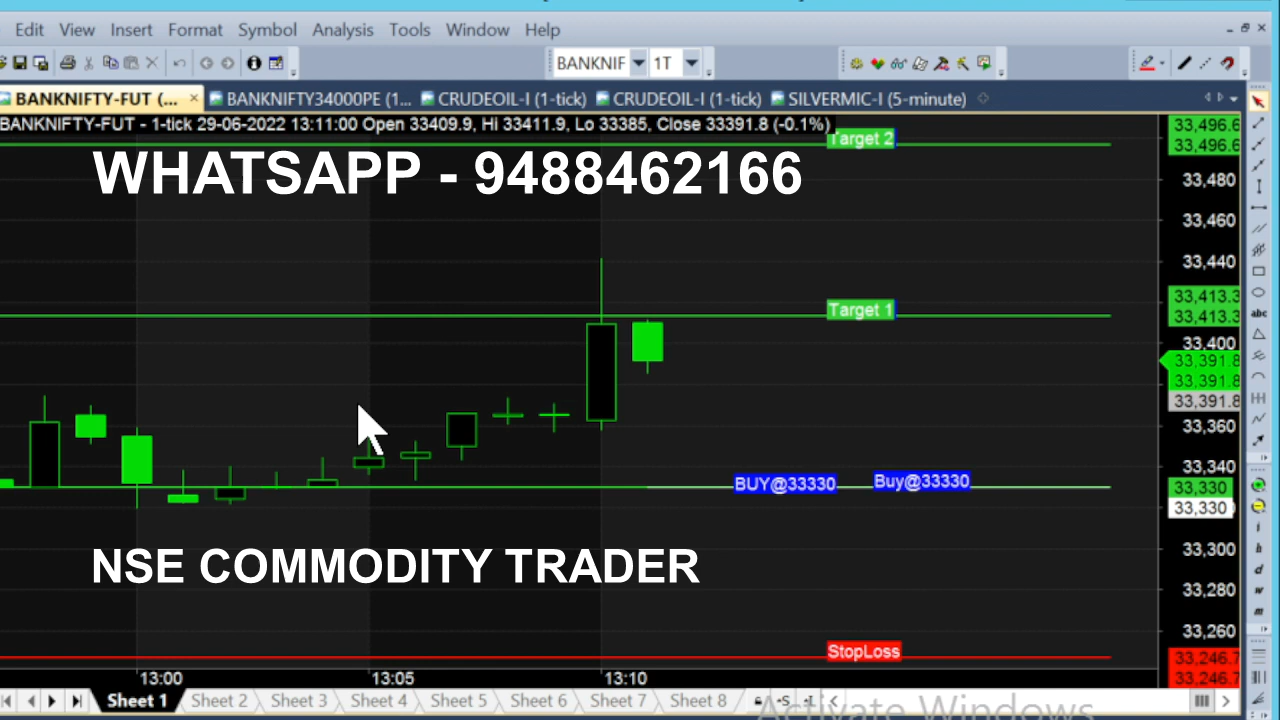 Edit View Insert Format Symbol Analysis Tools Window Help
BANKNIF 1T
BANKNIFTY-FUT (... BANKNIFTY34000PE (1... CRUDEOIL-I (1-tick) CRUDEOIL-I (1-tick) SILVERMIC-I (5-minute)
BANKNIFTY-FUT - 1-tick 29-06-2022 13:11:00 Open 33409.9, Hi 33411.9, Lo 33385, Close 33391.8 (-0.1%)
Target 2
33,496.6
33,496.6
WHATSAPP - 9488462166
33,480
33,460
33,440
33,413.3
Target 1
33,413.3
33,400
33,391.8
33,391.8
33,391.8
abc
33,360
33,340
BUY@33330 Buy@33330
33,330
33,330
33,300
NSE COMMODITY TRADER
33,280
33,260
StopLoss
33,246.7
33,246.7
13:00 13:05 13:10
Sheet 1 Sheet 2 Sheet 3 Sheet 4 Sheet 5 Sheet 6 Sheet 7 Sheet 8
Activate Windows